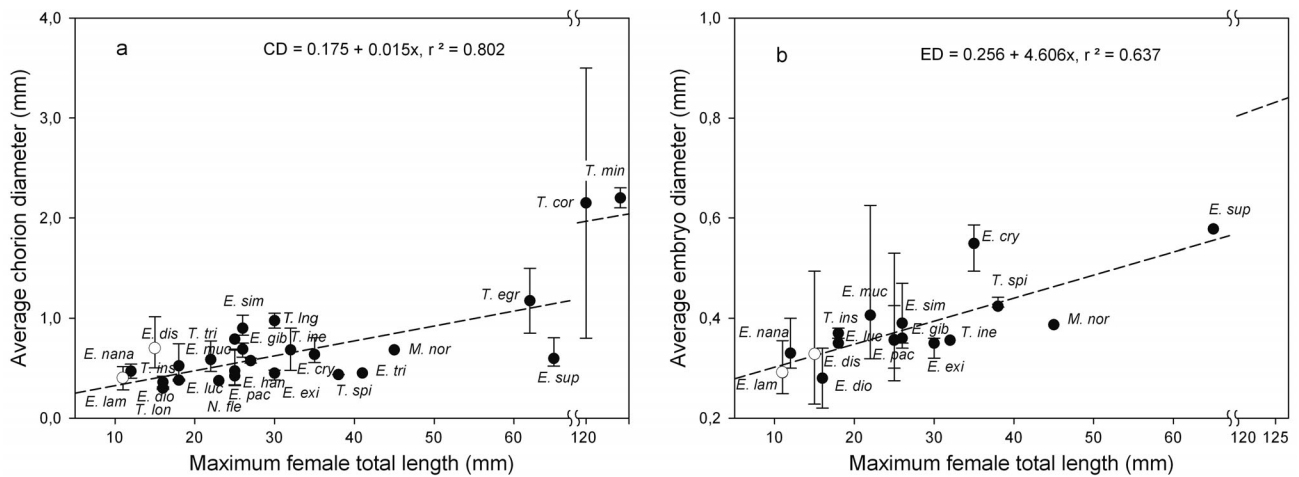 a
CD = 0.175 + 0.015x, r ² = 0.802
Average chorion diameter (mm)
4,0
3,0
2,0
1,0
0,0
T. min
T. cor
T. egr
E. sim
T. lng
E. dis
T. tri
E. gib
T. ine
E. nana
E. muc
M. nor
T. ins
E. cry
E. tri
E. sup
E. lam
E. dio
E. luc
E. han
E. exi
T. spi
T. lon
N. fle
E. pac
10 20 30 40 50 60 120
Maximum female total length (mm)
b
ED = 0.256 + 4.606x, r ² = 0.637
Average embryo diameter (mm)
1,0
0,8
0,6
0,4
0,2
E. sup
E. cry
T. spi
E. muc
E. sim
T. ins
M. nor
E. nana
E. luc
E. gib
T. ine
E. dis
E. pac
E. exi
E. lam
E. dio
10 20 30 40 50 60 120 125
Maximum female total length (mm)